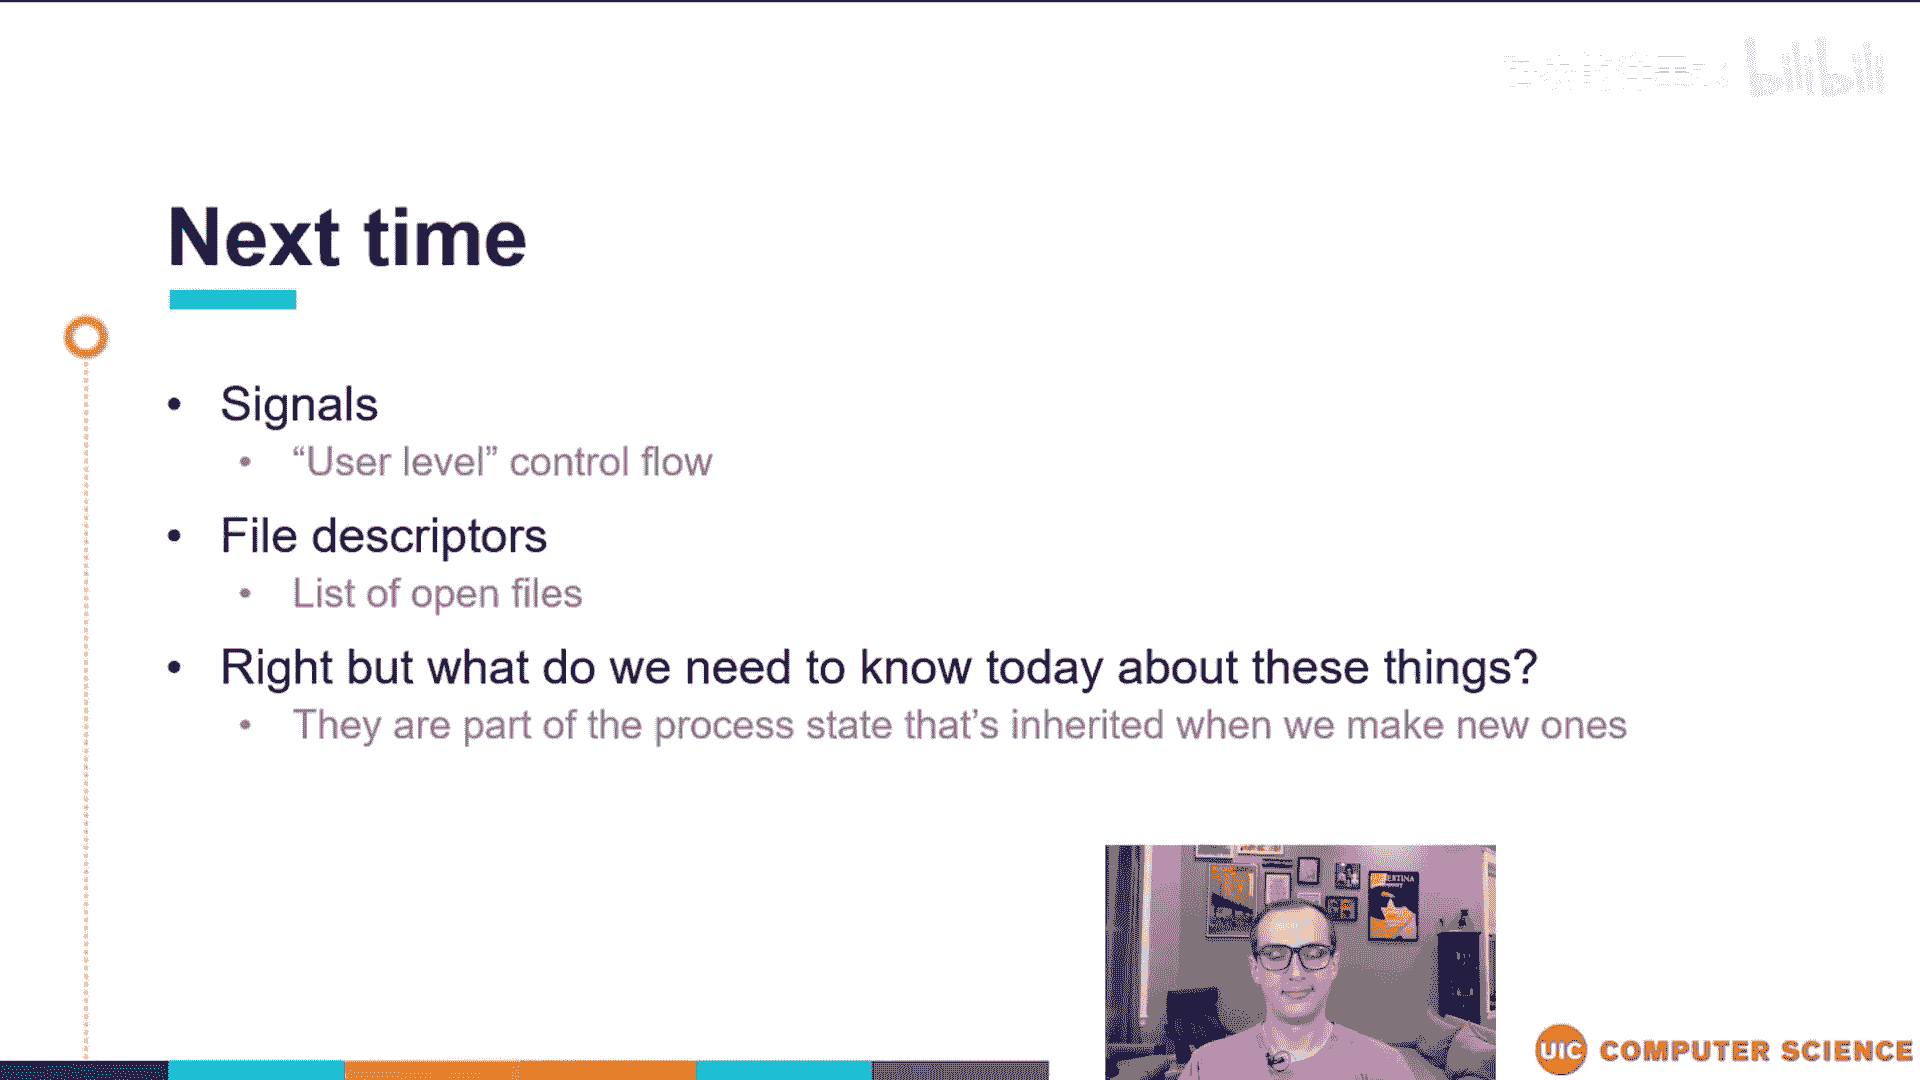 bilibili
Next time
• Signals
• “User level” control flow
• File descriptors
• List of open files
• Right but what do we need to know today about these things?
• They are part of the process state that’s inherited when we make new ones
UIC COMPUTER SCIENCE